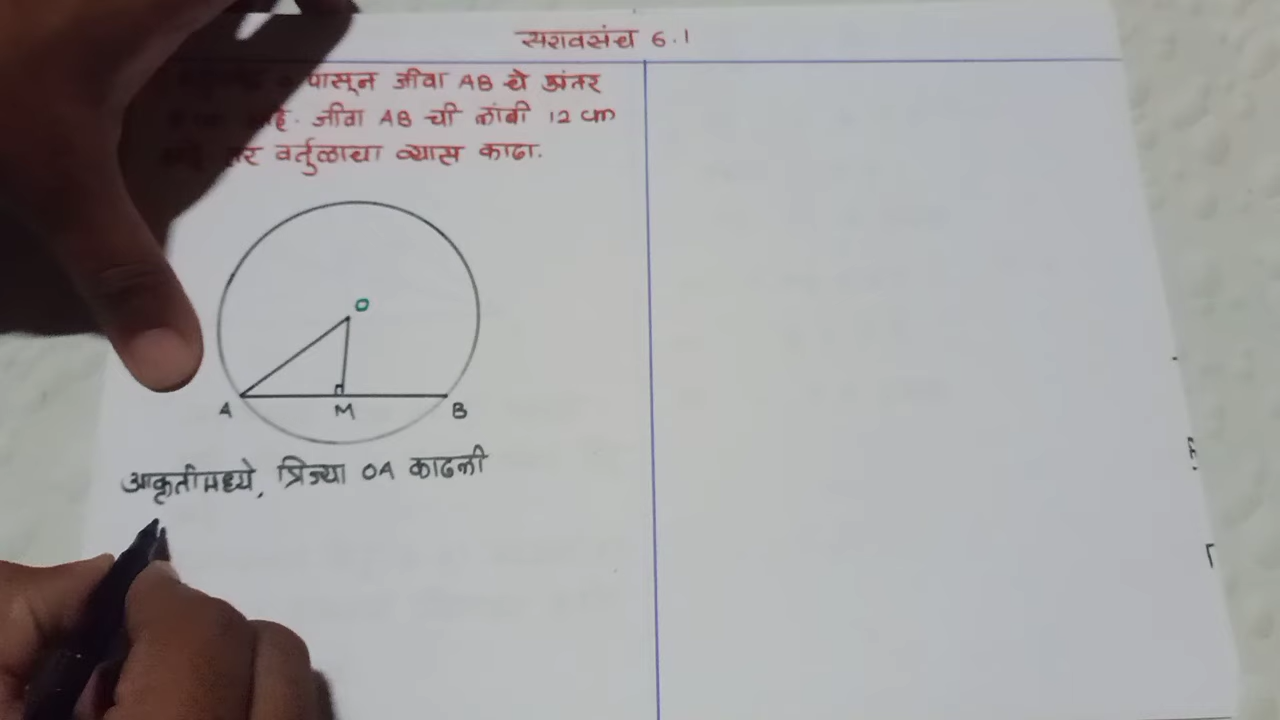 सरावसंच 6.1
पासून जीवा AB चे अंतर
आहे. जीवा AB ची लांबी 12 cm
तर वर्तुळाचा व्यास काढा.
O
A
M
B
आकृतीमध्ये, त्रिज्या OA काढली